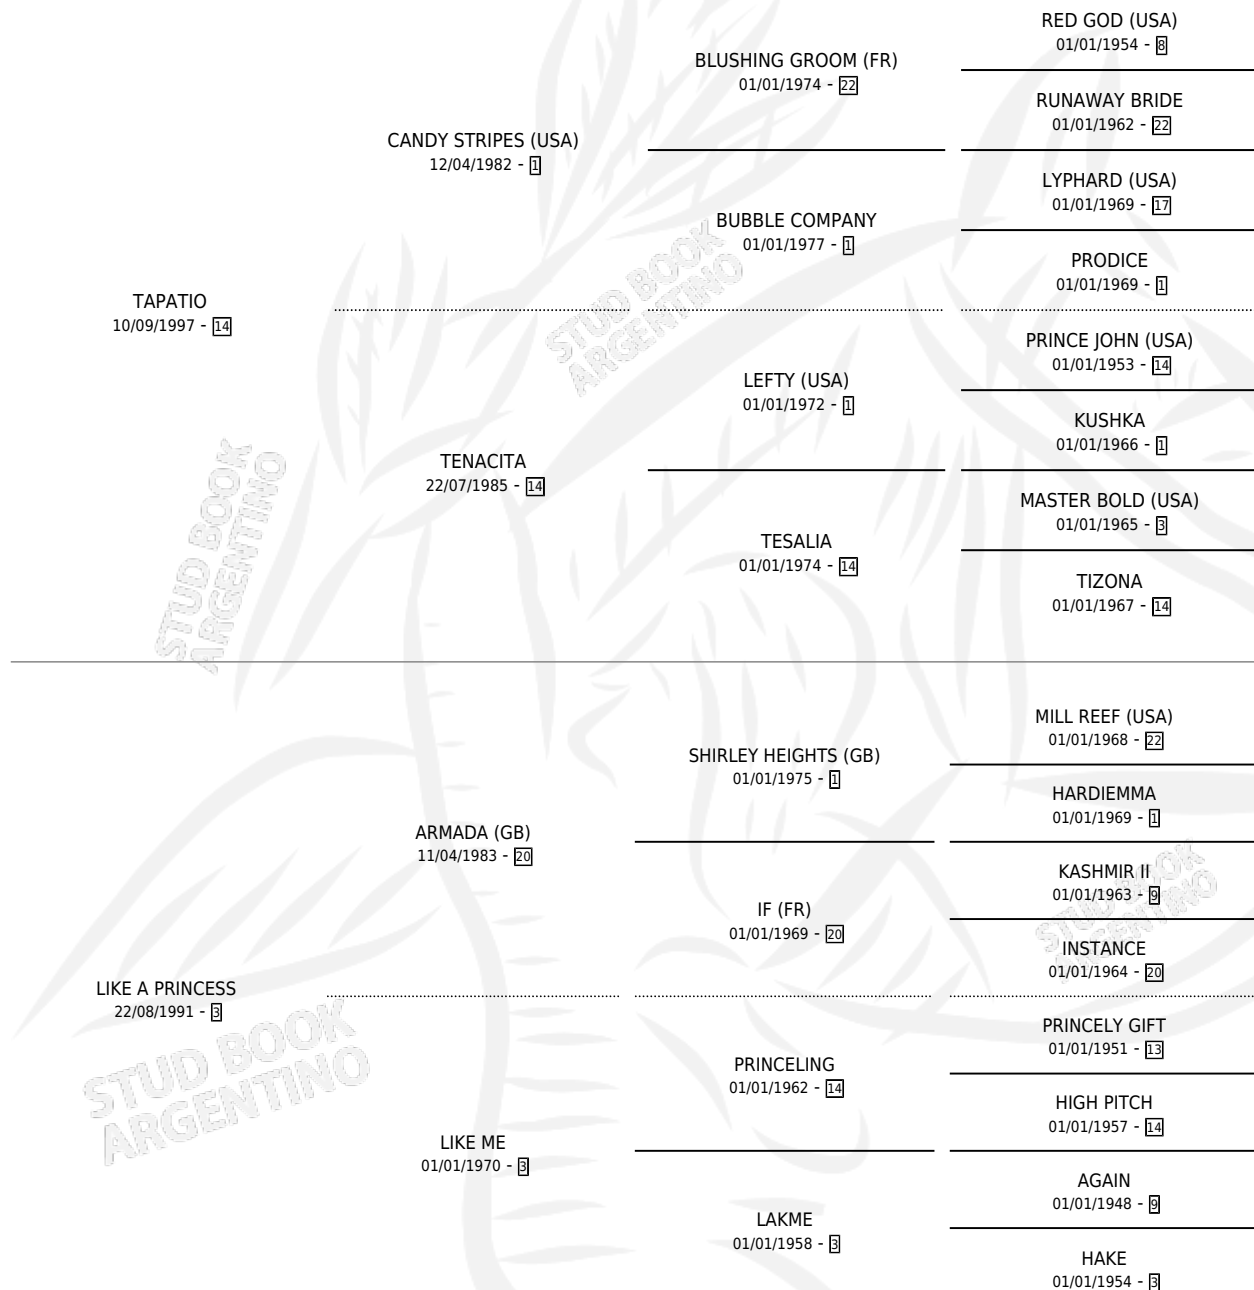 RED GOD (USA)
01/01/1954 - 8
BLUSHING GROOM (FR)
01/01/1974 - 22
RUNAWAY BRIDE
01/01/1962 - 22
CANDY STRIPES (USA)
12/04/1982 - 1
LYPHARD (USA)
01/01/1969 - 17
BUBBLE COMPANY
01/01/1977 - 1
PRODICE
01/01/1969 - 1
TAPATIO
10/09/1997 - 14
PRINCE JOHN (USA)
01/01/1953 - 14
LEFTY (USA)
01/01/1972 - 1
KUSHKA
01/01/1966 - 1
TENACITA
22/07/1985 - 14
MASTER BOLD (USA)
01/01/1965 - 3
TESALIA
01/01/1974 - 14
TIZONA
01/01/1967 - 14
MILL REEF (USA)
01/01/1968 - 22
SHIRLEY HEIGHTS (GB)
01/01/1975 - 1
HARDIEMMA
01/01/1969 - 1
ARMADA (GB)
11/04/1983 - 20
KASHMIR II
01/01/1963 - 9
IF (FR)
01/01/1969 - 20
INSTANCE
01/01/1964 - 20
LIKE A PRINCESS
22/08/1991 - 3
PRINCELY GIFT
01/01/1951 - 13
PRINCELING
01/01/1962 - 14
HIGH PITCH
01/01/1957 - 14
LIKE ME
01/01/1970 - 3
AGAIN
01/01/1948 - 9
LAKME
01/01/1958 - 3
HAKE
01/01/1954 - 3
STUD BOOK
ARGENTINO
STUD BOOK
ARGENTINO
STUD BOOK
ARGENTINO
STUD BOOK
ARGENTINO